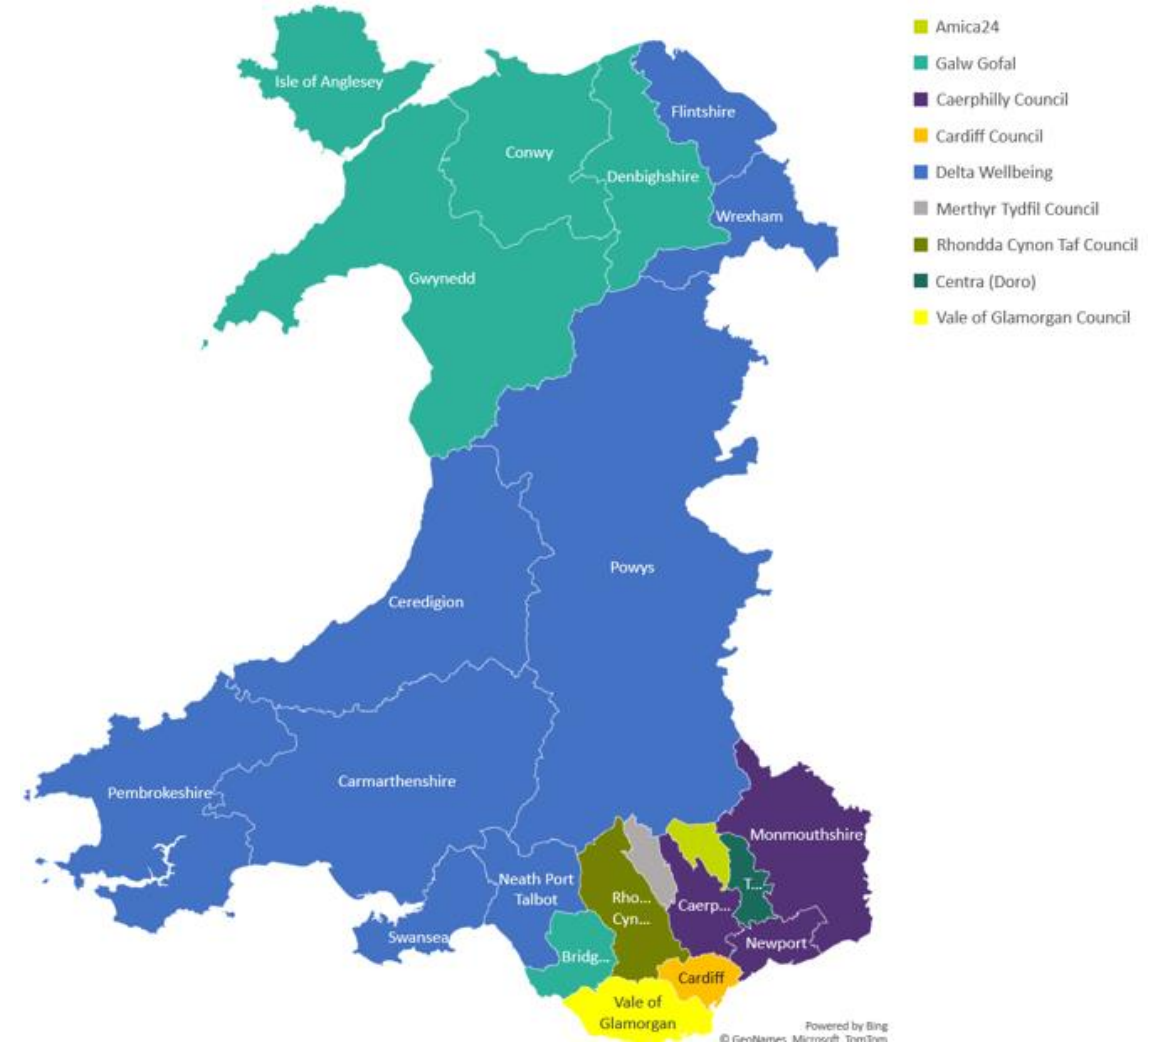 Isle of Anglesey
Conwy
Denbighshire
Flintshire
Wrexham
Gwynedd
Powys
Ceredigion
Pembrokeshire
Carmarthenshire
Monmouthshire
Neath Port
Talbot
Rho...
Cyn...
Caerp...
T...
Swansea
Bridg...
Newport
Cardiff
Vale of
Glamorgan
Amica24
Galw Gofal
Caerphilly Council
Cardiff Council
Delta Wellbeing
Merthyr Tydfil Council
Rhondda Cynon Taf Council
Centra (Doro)
Vale of Glamorgan Council
Powered by Bing
© GeoNames, Microsoft, TomTom